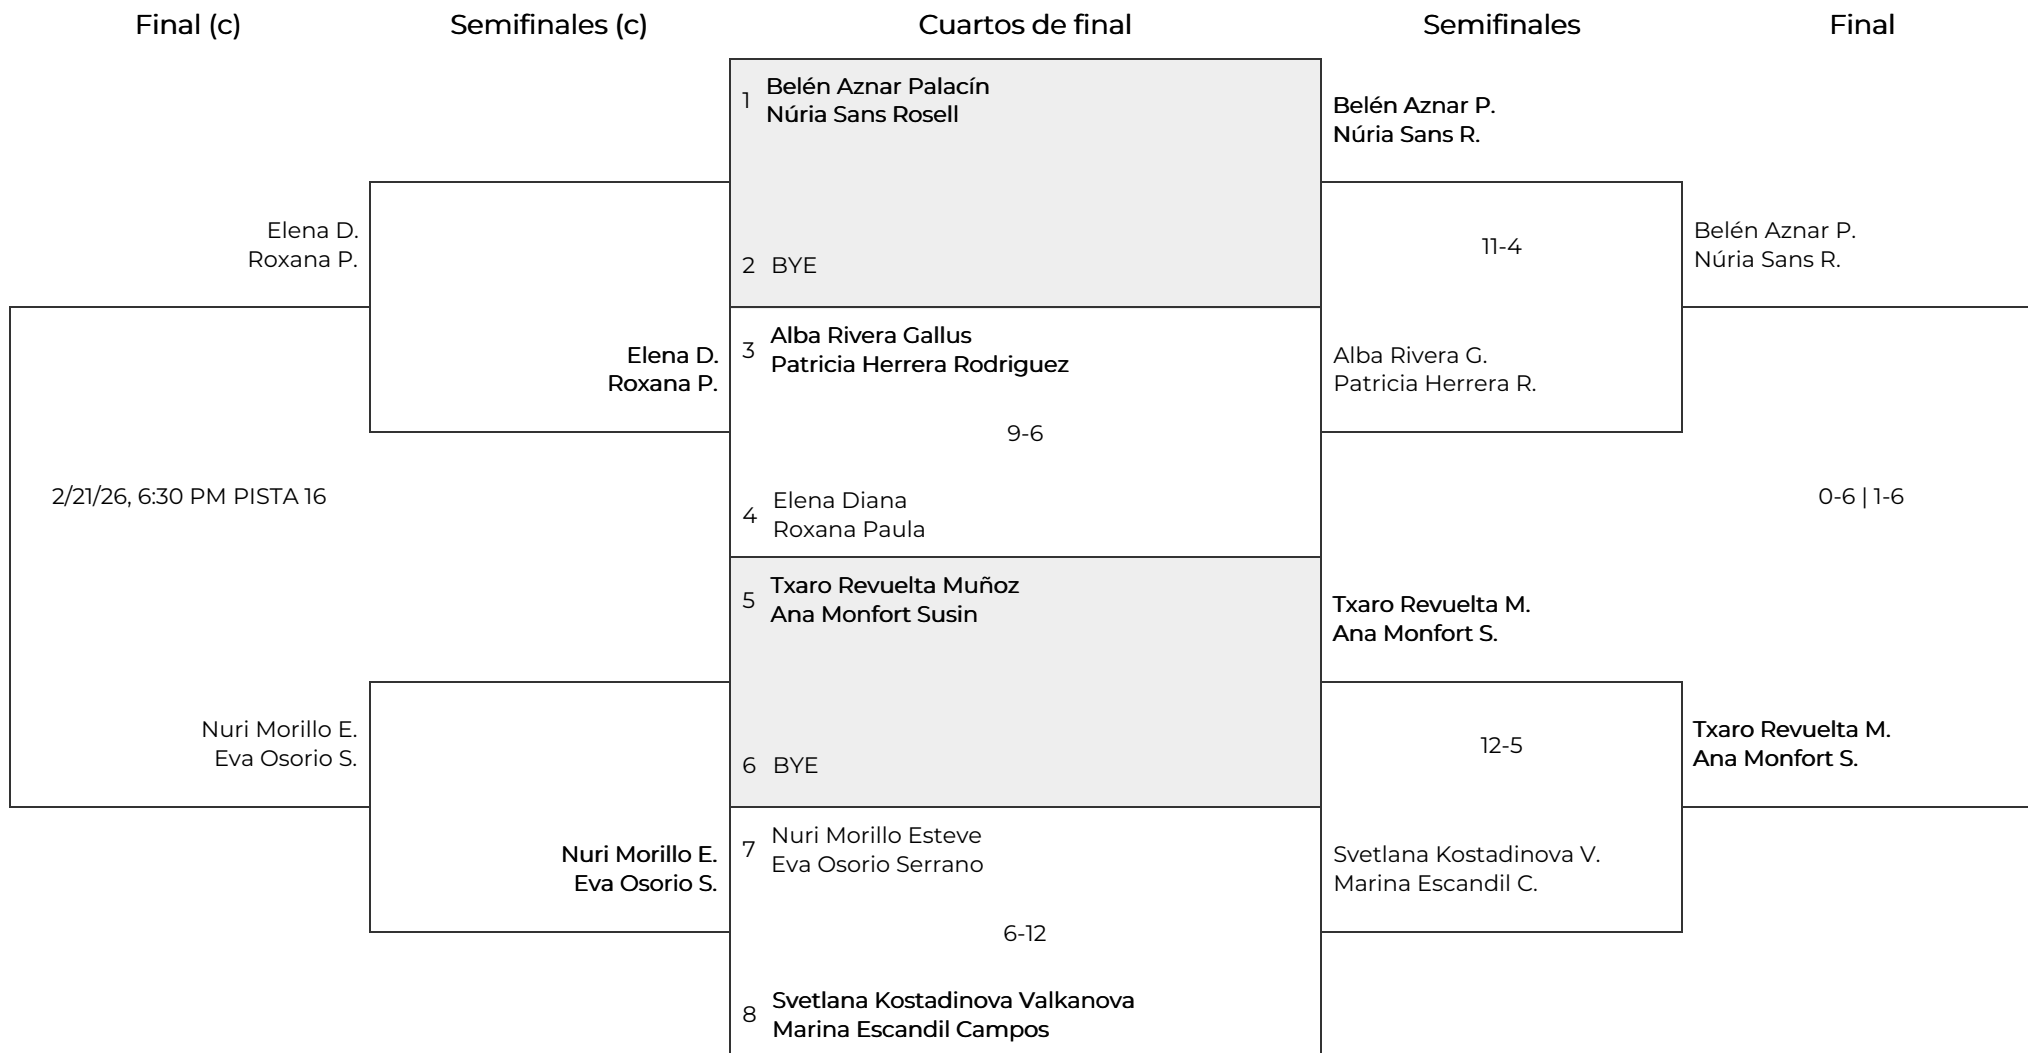 Final (c)
Semifinales (c)
Cuartos de final
Semifinales
Final
Elena D.
Roxana P.
2/21/26, 6:30 PM PISTA 16
Nuri Morillo E.
Eva Osorio S.
Elena D.
Roxana P.
Nuri Morillo E.
Eva Osorio S.
1 Belén Aznar Palacín
Núria Sans Rosell
2 BYE
3 Alba Rivera Gallus
Patricia Herrera Rodriguez
9-6
4 Elena Diana
Roxana Paula
5 Txaro Revuelta Muñoz
Ana Monfort Susin
6 BYE
7 Nuri Morillo Esteve
Eva Osorio Serrano
6-12
8 Svetlana Kostadinova Valkanova
Marina Escandil Campos
Belén Aznar P.
Núria Sans R.
11-4
Alba Rivera G.
Patricia Herrera R.
Txaro Revuelta M.
Ana Monfort S.
12-5
Svetlana Kostadinova V.
Marina Escandil C.
Belén Aznar P.
Núria Sans R.
0-6 | 1-6
Txaro Revuelta M.
Ana Monfort S.